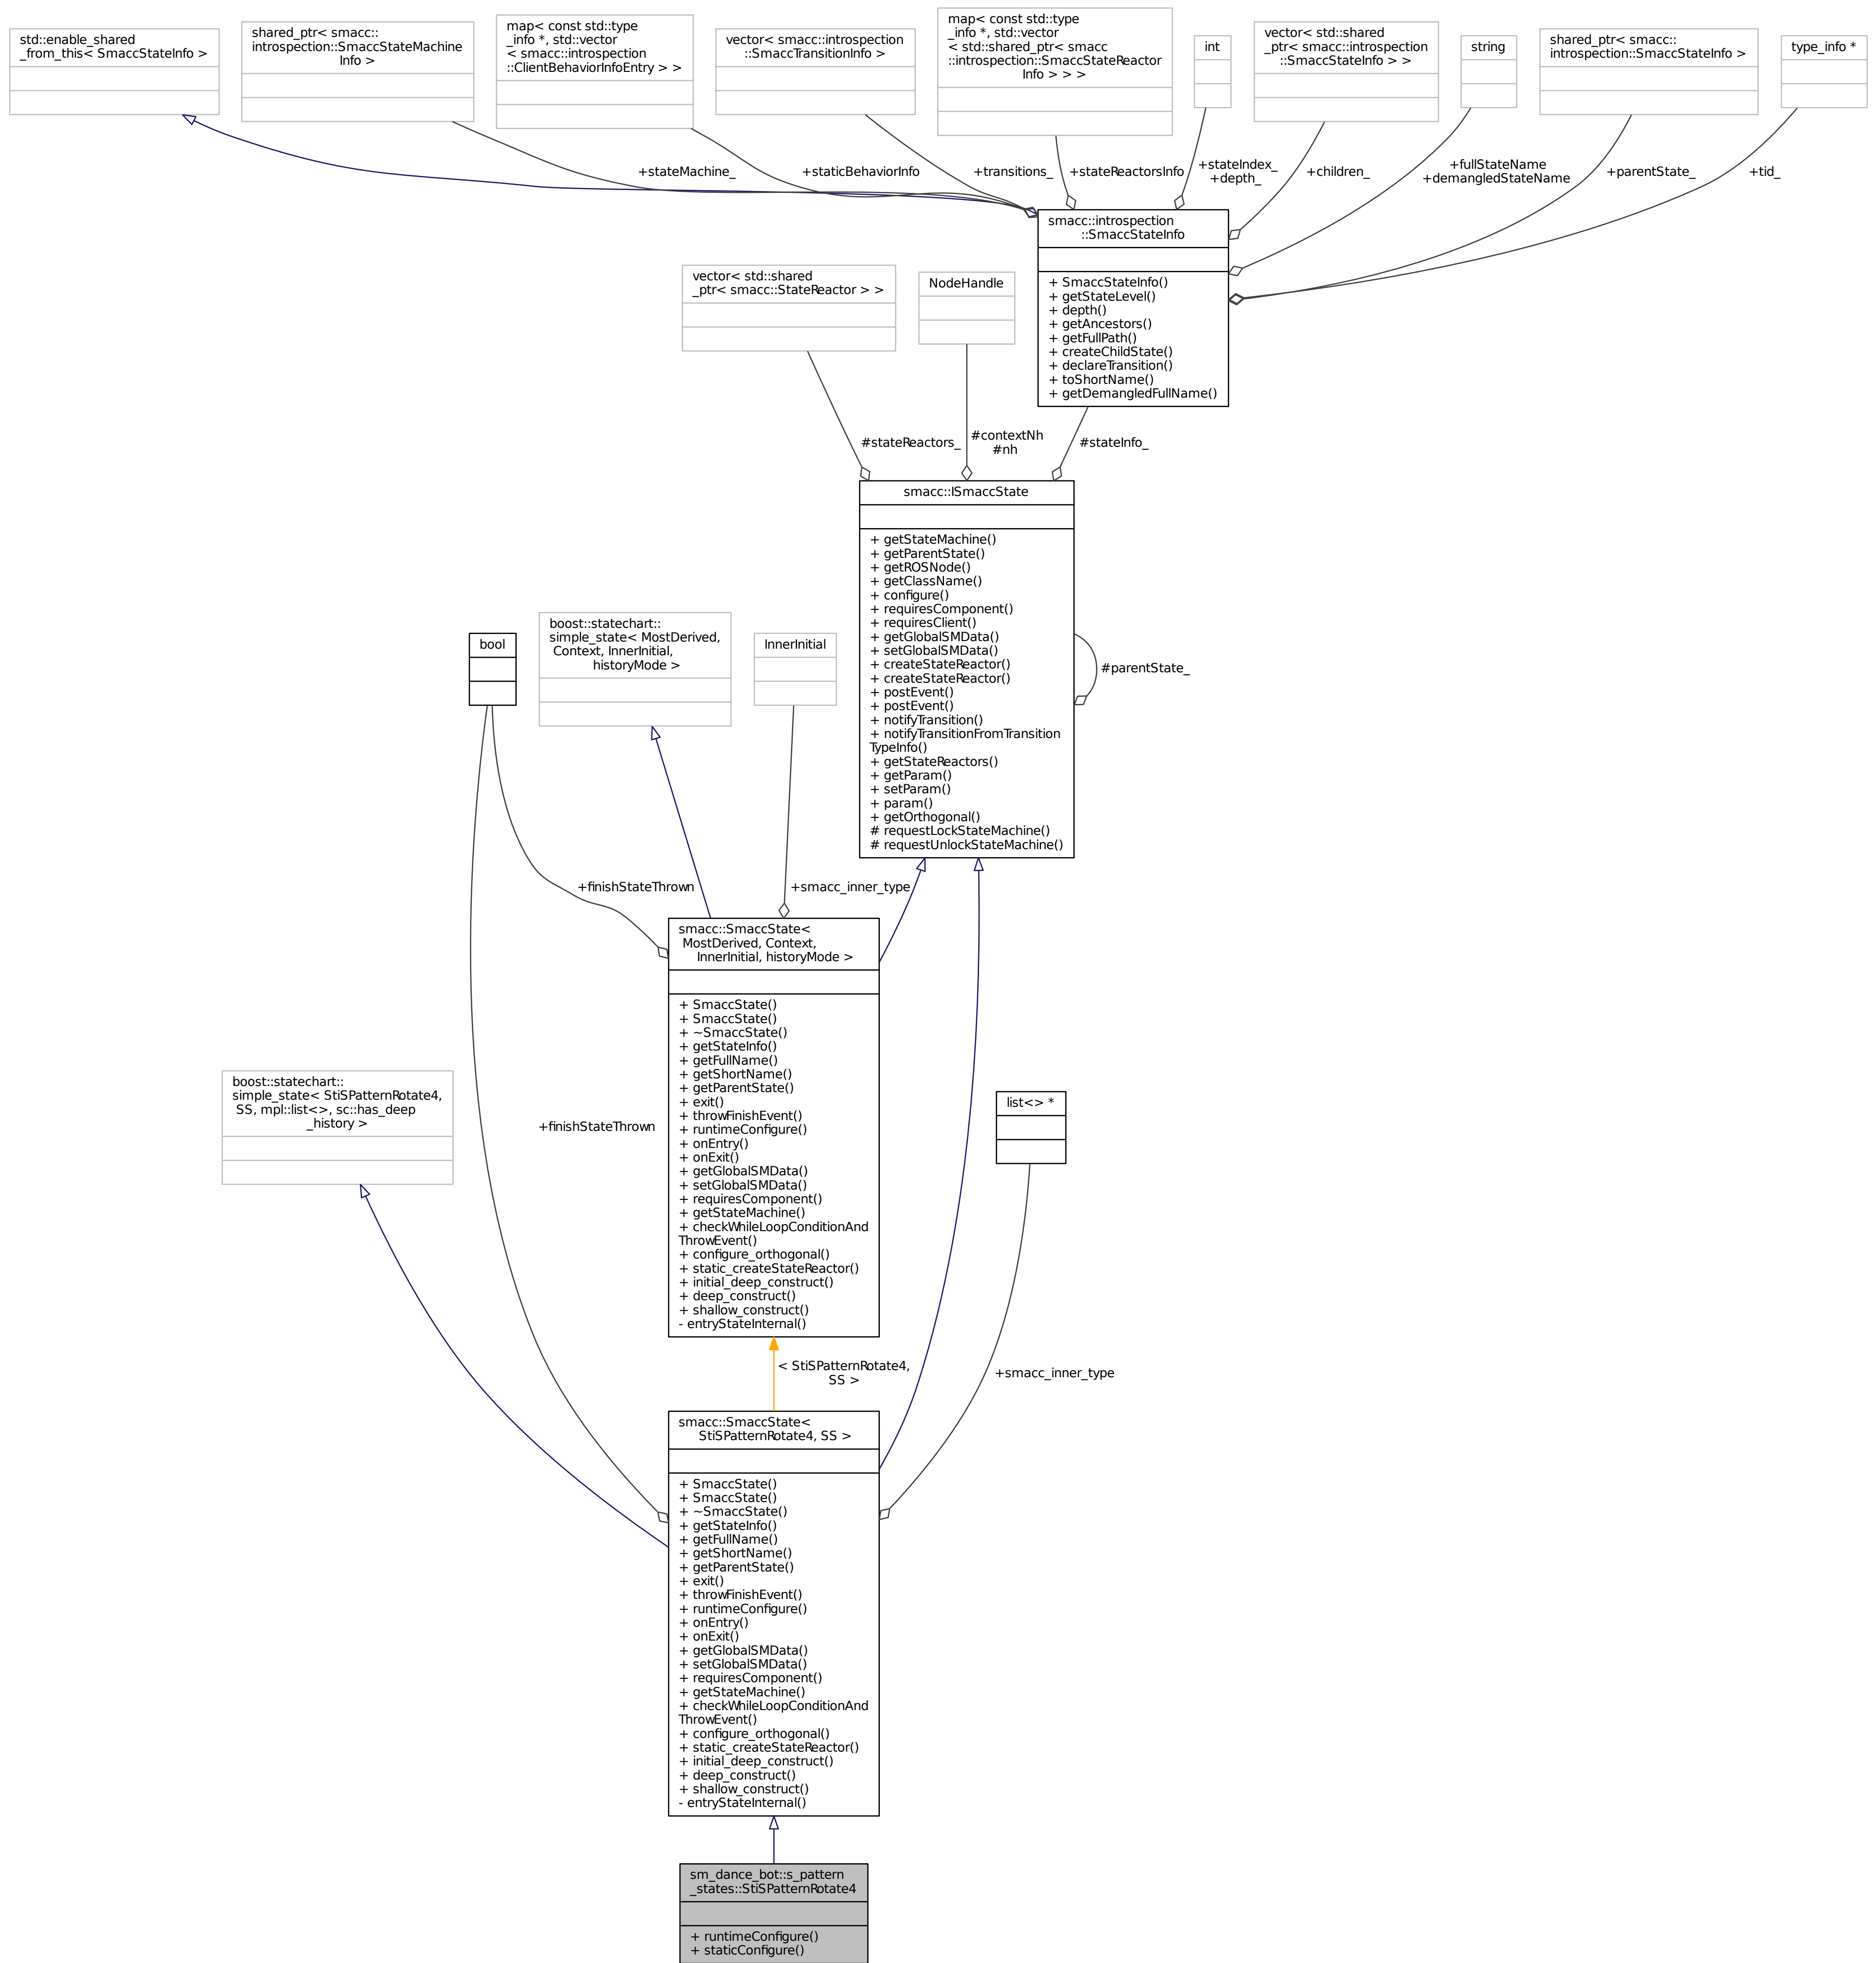 std::enable_shared
_from_this< SmaccStateInfo >
shared_ptr< smacc::
introspection::SmaccStateMachine
Info >
map< const std::type
_info *, std::vector
< smacc::introspection
::ClientBehaviorInfoEntry > >
vector< smacc::introspection
::SmaccTransitionInfo >
map< const std::type
_info *, std::vector
< std::shared_ptr< smacc
::introspection::SmaccStateReactor
Info > > >
int
vector< std::shared
_ptr< smacc::introspection
::SmaccStateInfo > >
string
shared_ptr< smacc::
introspection::SmaccStateInfo >
type_info *
+stateMachine_
+staticBehaviorInfo
+transitions_
+stateReactorsInfo
+stateIndex_
+depth_
+children_
+fullStateName
+demangledStateName
+parentState_
+tid_
smacc::introspection
::SmaccStateInfo
+ SmaccStateInfo()
+ getStateLevel()
+ depth()
+ getAncestors()
+ getFullPath()
+ createChildState()
+ declareTransition()
+ toShortName()
+ getDemangledFullName()
vector< std::shared
_ptr< smacc::StateReactor > >
NodeHandle
#stateReactors_
#contextNh
#nh
#stateInfo_
smacc::ISmaccState
+ getStateMachine()
+ getParentState()
+ getROSNode()
+ getClassName()
+ configure()
+ requiresComponent()
+ requiresClient()
+ getGlobalSMData()
+ setGlobalSMData()
+ createStateReactor()
+ createStateReactor()
+ postEvent()
+ postEvent()
+ notifyTransition()
+ notifyTransitionFromTransition
TypeInfo()
+ getStateReactors()
+ getParam()
+ setParam()
+ param()
+ getOrthogonal()
# requestLockStateMachine()
# requestUnlockStateMachine()
#parentState_
bool
boost::statechart::
simple_state< MostDerived,
Context, InnerInitial,
historyMode >
InnerInitial
+finishStateThrown
+smacc_inner_type
smacc::SmaccState<
MostDerived, Context,
InnerInitial, historyMode >
+ SmaccState()
+ SmaccState()
+ ~SmaccState()
+ getStateInfo()
+ getFullName()
+ getShortName()
+ getParentState()
+ exit()
+ throwFinishEvent()
+ runtimeConfigure()
+ onEntry()
+ onExit()
+ getGlobalSMData()
+ setGlobalSMData()
+ requiresComponent()
+ getStateMachine()
+ checkWhileLoopConditionAnd
ThrowEvent()
+ configure_orthogonal()
+ static_createStateReactor()
+ initial_deep_construct()
+ deep_construct()
+ shallow_construct()
- entryStateInternal()
boost::statechart::
simple_state< StiSPatternRotate4,
SS, mpl::list<>, sc::has_deep
_history >
+finishStateThrown
list<> *
< StiSPatternRotate4,
SS >
+smacc_inner_type
smacc::SmaccState<
StiSPatternRotate4, SS >
+ SmaccState()
+ SmaccState()
+ ~SmaccState()
+ getStateInfo()
+ getFullName()
+ getShortName()
+ getParentState()
+ exit()
+ throwFinishEvent()
+ runtimeConfigure()
+ onEntry()
+ onExit()
+ getGlobalSMData()
+ setGlobalSMData()
+ requiresComponent()
+ getStateMachine()
+ checkWhileLoopConditionAnd
ThrowEvent()
+ configure_orthogonal()
+ static_createStateReactor()
+ initial_deep_construct()
+ deep_construct()
+ shallow_construct()
- entryStateInternal()
sm_dance_bot::s_pattern
_states::StiSPatternRotate4
+ runtimeConfigure()
+ staticConfigure()